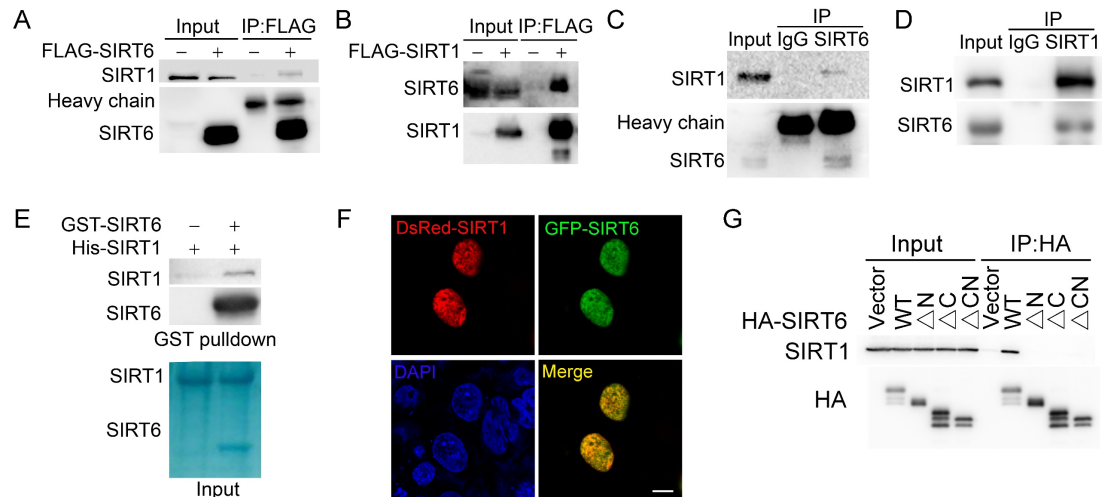 A
Input IP:FLAG
FLAG-SIRT6 − + − +
SIRT1
Heavy chain
SIRT6
B
Input IP:FLAG
FLAG-SIRT1 − + − +
SIRT6
SIRT1
C
IP
Input IgG SIRT6
SIRT1
Heavy chain
SIRT6
D
IP
Input IgG SIRT1
SIRT1
SIRT6
E
GST-SIRT6 − +
His-SIRT1 + +
SIRT1
SIRT6
GST pulldown
SIRT1
SIRT6
Input
F
DsRed-SIRT1 GFP-SIRT6
DAPI Merge
G
Input IP:HA
HA-SIRT6 Vector WT △N △C △CN Vector WT △N △C △CN
SIRT1
HA